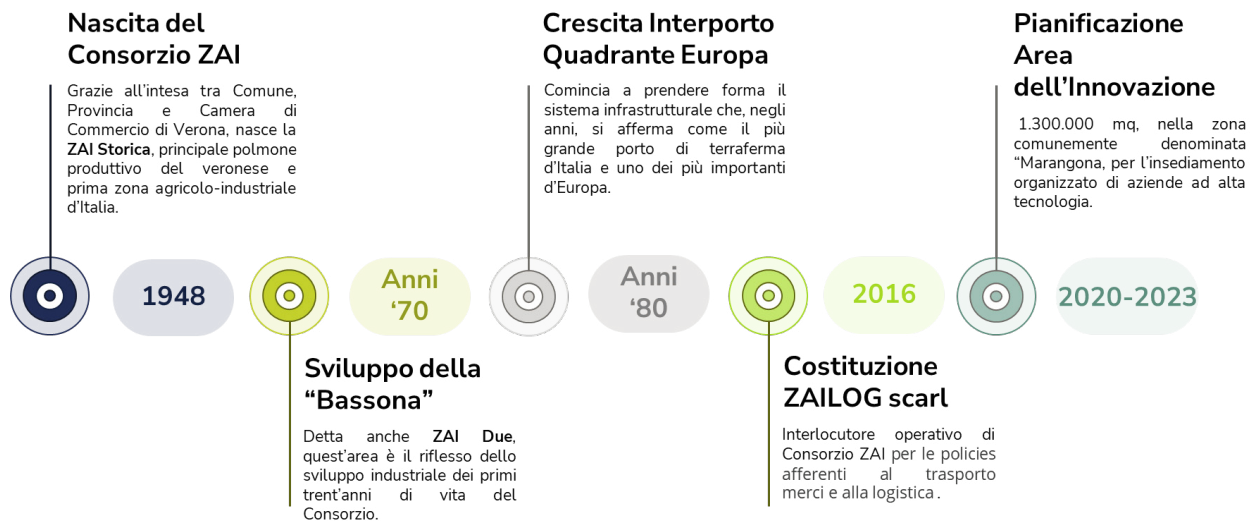 Nascita del
Consorzio ZAI
Grazie all'intesa tra Comune,
Provincia e Camera di
Commercio di Verona, nasce la
ZAI Storica, principale polmone
produttivo del veronese e
prima zona agricolo-industriale
d'Italia.
1948
Anni
‘70
Sviluppo della
“Bassona”
Detta anche ZAI Due,
quest'area è il riflesso dello
sviluppo industriale dei primi
trent'anni di vita del
Consorzio.
Crescita Interporto
Quadrante Europa
Comincia a prendere forma il
sistema infrastrutturale che, negli
anni, si afferma come il più
grande porto di terraferma
d'Italia e uno dei più importanti
d'Europa.
Anni
‘80
2016
Costituzione
ZAILOG scarl
Interlocutore operativo di
Consorzio ZAI per le policies
afferenti al trasporto
merci e alla logistica .
Pianificazione
Area
dell’Innovazione
1.300.000 mq, nella zona
comunemente denominata
“Marangona, per l’insediamento
organizzato di aziende ad alta
tecnologia.
2020-2023